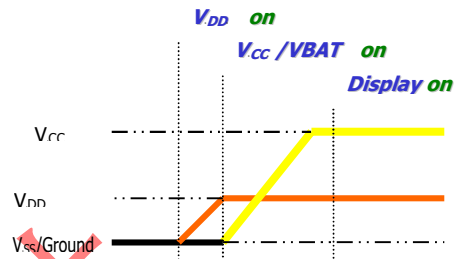 VDD on
VCC /VBAT on
Display on
VCC
VDD
VSS/Ground